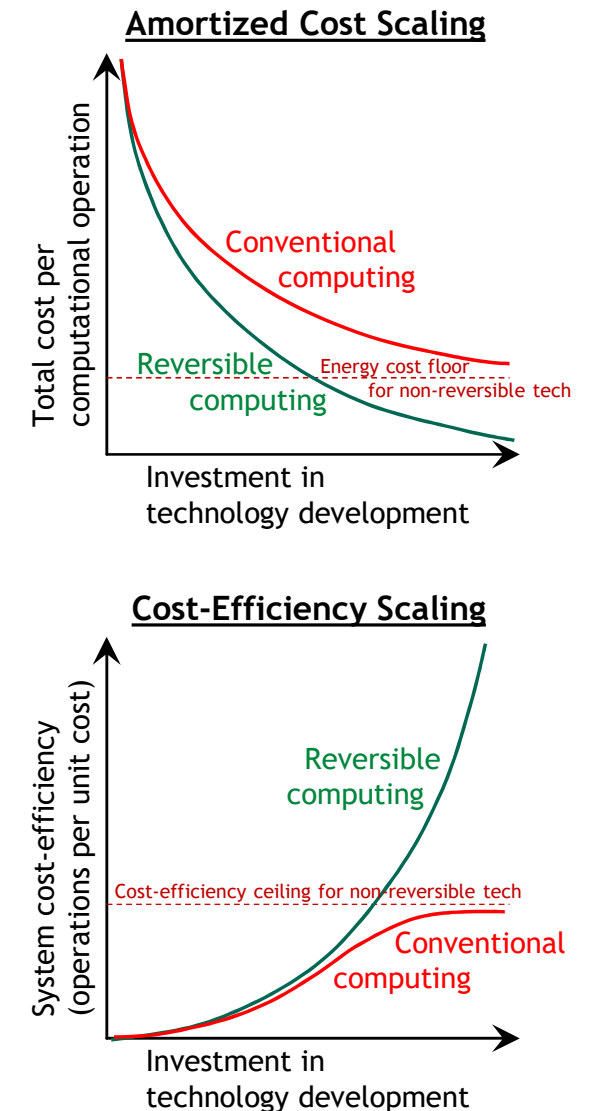 Amortized Cost Scaling
Total cost per
computational operation
Conventional
computing
Reversible
computing
Energy cost floor
for non-reversible tech
Investment in
technology development
Cost-Efficiency Scaling
System cost-efficiency
(operations per unit cost)
Reversible
computing
Cost-efficiency ceiling for non-reversible tech
Conventional
computing
Investment in
technology development